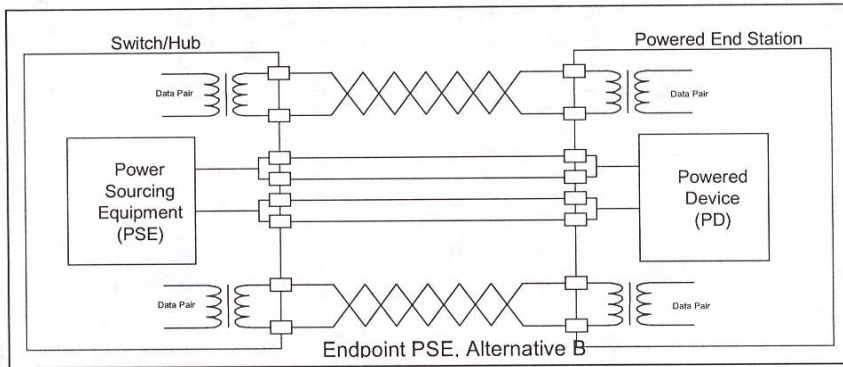 Switch/Hub
Powered End Station
Data Pair
Data Pair
Power
Sourcing
Equipment
(PSE)
Powered
Device
(PD)
Data Pair
Data Pair
Endpoint PSE, Alternative B